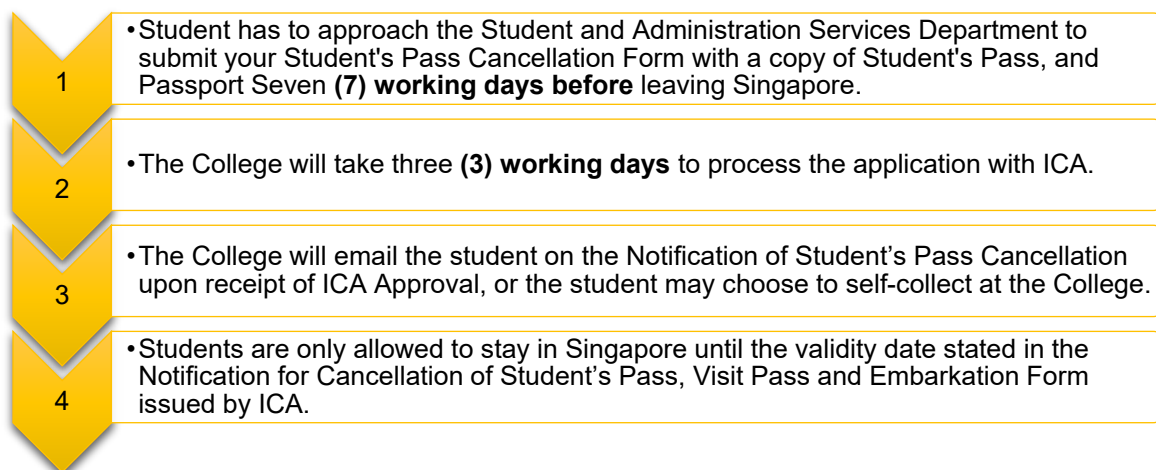 1
•Student has to approach the Student and Administration Services Department to
submit your Student's Pass Cancellation Form with a copy of Student's Pass, and
Passport Seven (7) working days before leaving Singapore.
2
•The College will take three (3) working days to process the application with ICA.
3
•The College will email the student on the Notification of Student’s Pass Cancellation
upon receipt of ICA Approval, or the student may choose to self-collect at the College.
4
•Students are only allowed to stay in Singapore until the validity date stated in the
Notification for Cancellation of Student’s Pass, Visit Pass and Embarkation Form
issued by ICA.